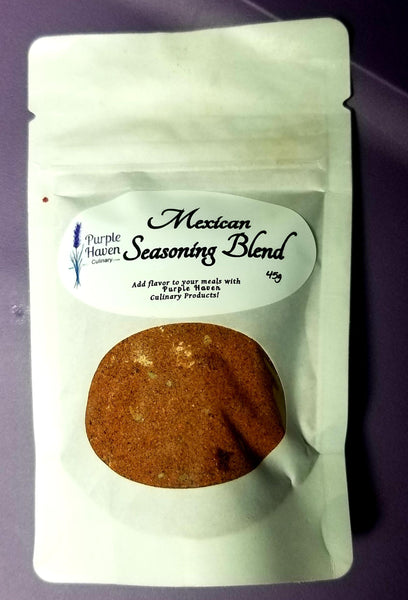 Purple
Haven
Culinary
Mexican
Seasoning Blend
45g
Add flavor to your meals with
Purple Haven
Culinary Products!